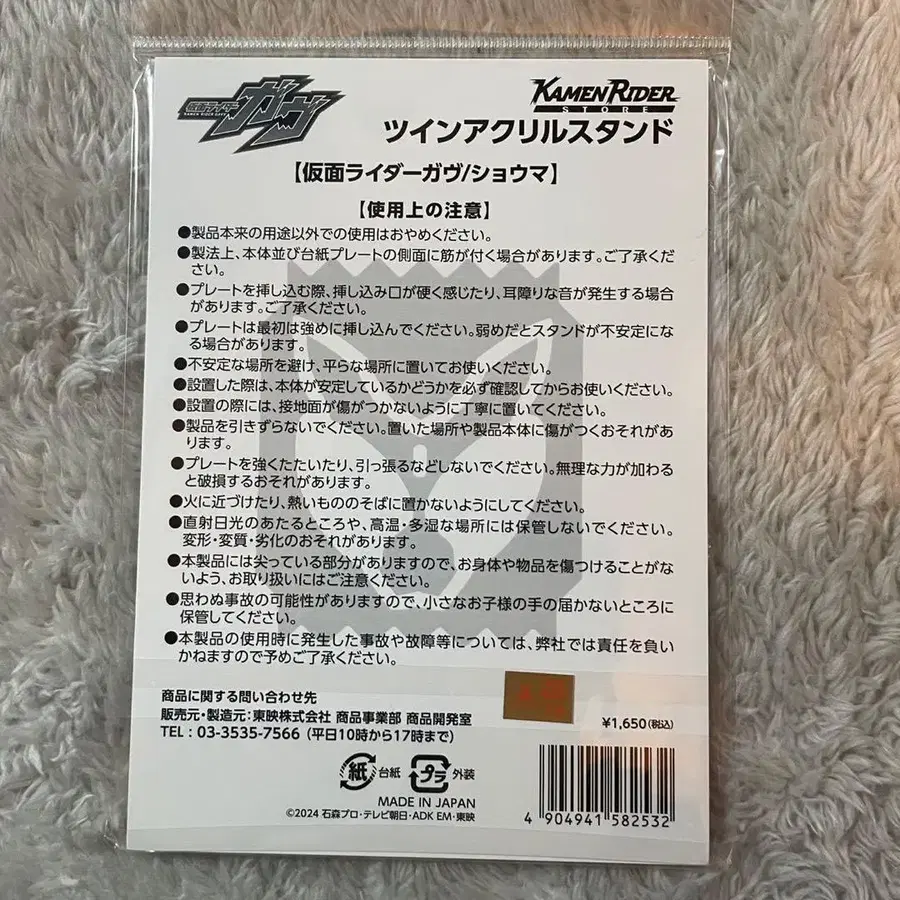 仮面ライダー
KAMEN RIDER GAVV
ガヴ
KAMEN RIDER
STORE
ツインアクリルスタンド
【仮面ライダーガヴ/ショウマ】
【使用上の注意】
●製品本来の用途以外での使用はおやめください。
●製法上、本体並び台紙プレートの側面に筋が付く場合があります。ご了承くだ
さい。
●プレートを挿し込む際、挿し込み口が硬く感じたり、耳障りな音が発生する場合
があります。ご了承ください。
●プレートは最初は強めに挿し込んでください。弱めだとスタンドが不安定にな
る場合があります。
●不安定な場所を避け、平らな場所に置いてお使いください。
●設置した際は、本体が安定しているかどうかを必ず確認してからお使いください。
●設置の際には、接地面が傷がつかないように丁寧に置いてください。
●製品を引きずらないでください。置いた場所や製品本体に傷がつくおそれがあ
ります。
●プレートを強くたたいたり、引っ張るなどしないでください。無理な力が加わる
と破損するおそれがあります。
●火に近づけたり、熱いもののそばに置かないようにしてください。
●直射日光のあたるところや、高温・多湿な場所には保管しないでください。
変形・変質・劣化のおそれがあります。
●本製品には尖っている部分がありますので、お身体や物品を傷つけることがな
いよう、お取り扱いにはご注意ください。
●思わぬ事故の可能性がありますので、小さなお子様の手の届かないところに
保管してください。
●本製品の使用時に発生した事故や故障等については、弊社では責任を負い
かねますので予めご了承ください。
商品に関する問い合わせ先
販売元・製造元:東映株式会社 商品事業部 商品開発室
TEL:03-3535-7566 (平日10時から17時まで)
¥1,650(税込)
紙 台紙 プラ 外装
MADE IN JAPAN
©2024 石森プロ・テレビ朝日・ADK EM・東映
4 904941 582532